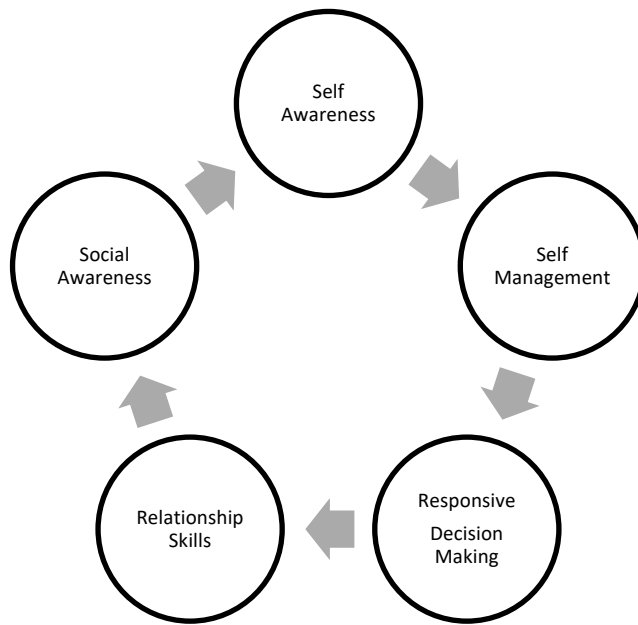 Self
Awareness
Self
Management
Responsive
Decision
Making
Relationship
Skills
Social
Awareness